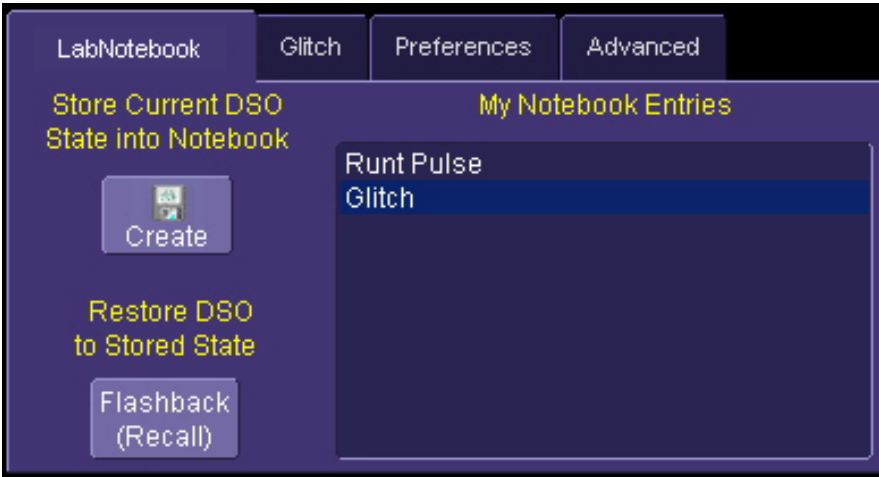 LabNotebook
Glitch
Preferences
Advanced
Store Current DSO
State into Notebook
Create
Restore DSO
to Stored State
Flashback
(Recall)
My Notebook Entries
Runt Pulse
Glitch